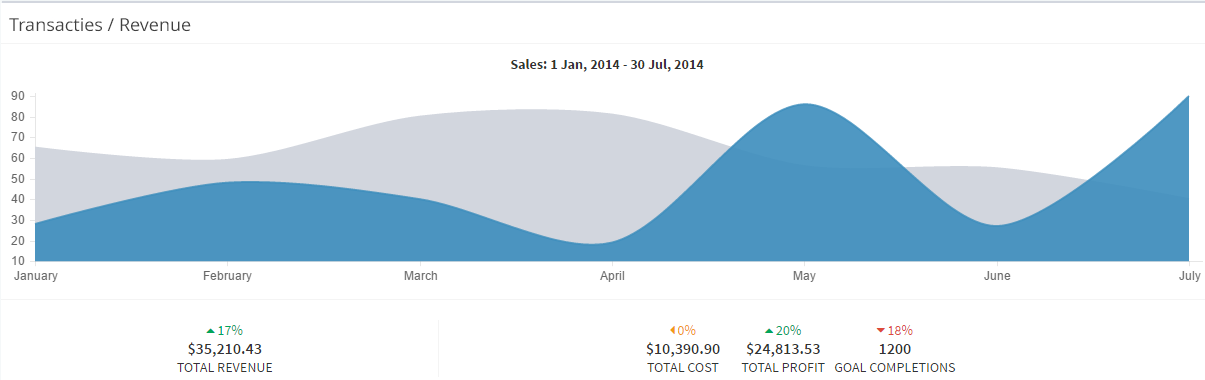 Transacties / Revenue
Sales: 1 Jan, 2014 - 30 Jul, 2014
90
80
70
60
50
40
30
20
10
January February March April May June July
17% 0% 20% 18%
$35,210.43 $10,390.90 $24,813.53 1200
TOTAL REVENUE TOTAL COST TOTAL PROFIT GOAL COMPLETIONS